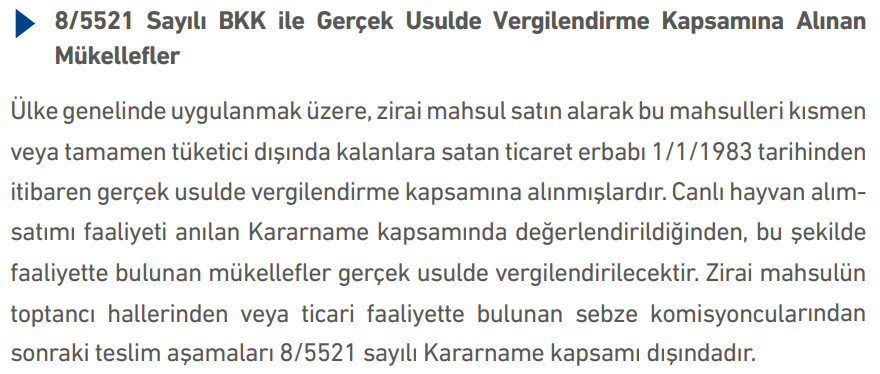 8/5521 Sayılı BKK ile Gerçek Usulde Vergilendirme Kapsamına Alınan
Mükellefler
Ülke genelinde uygulanmak üzere, zirai mahsul satın alarak bu mahsulleri kısmen
veya tamamen tüketici dışında kalanlara satan ticaret erbabı 1/1/1983 tarihinden
itibaren gerçek usulde vergilendirme kapsamına alınmışlardır. Canlı hayvan alım-
satımı faaliyeti anılan Kararname kapsamında değerlendirildiğinden, bu şekilde
faaliyette bulunan mükellefler gerçek usulde vergilendirilecektir. Zirai mahsulün
toptancı hallerinden veya ticari faaliyette bulunan sebze komisyoncularından
sonraki teslim aşamaları 8/5521 sayılı Kararname kapsamı dışındadır.